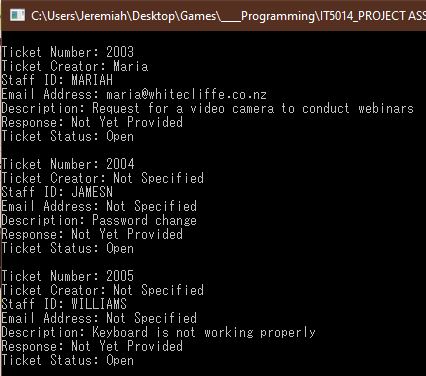 C:\Users\Jeremiah\Desktop\Games\____Programming\IT5014_PROJECT ASS
Ticket Number: 2003
Ticket Creator: Maria
Staff ID: MARIAH
Email Address: maria@whitecliffe.co.nz
Description: Request for a video camera to conduct webinars
Response: Not Yet Provided
Ticket Status: Open
Ticket Number: 2004
Ticket Creator: Not Specified
Staff ID: JAMESN
Email Address: Not Specified
Description: Password change
Response: Not Yet Provided
Ticket Status: Open
Ticket Number: 2005
Ticket Creator: Not Specified
Staff ID: WILLIAMS
Email Address: Not Specified
Description: Keyboard is not working properly
Response: Not Yet Provided
Ticket Status: Open